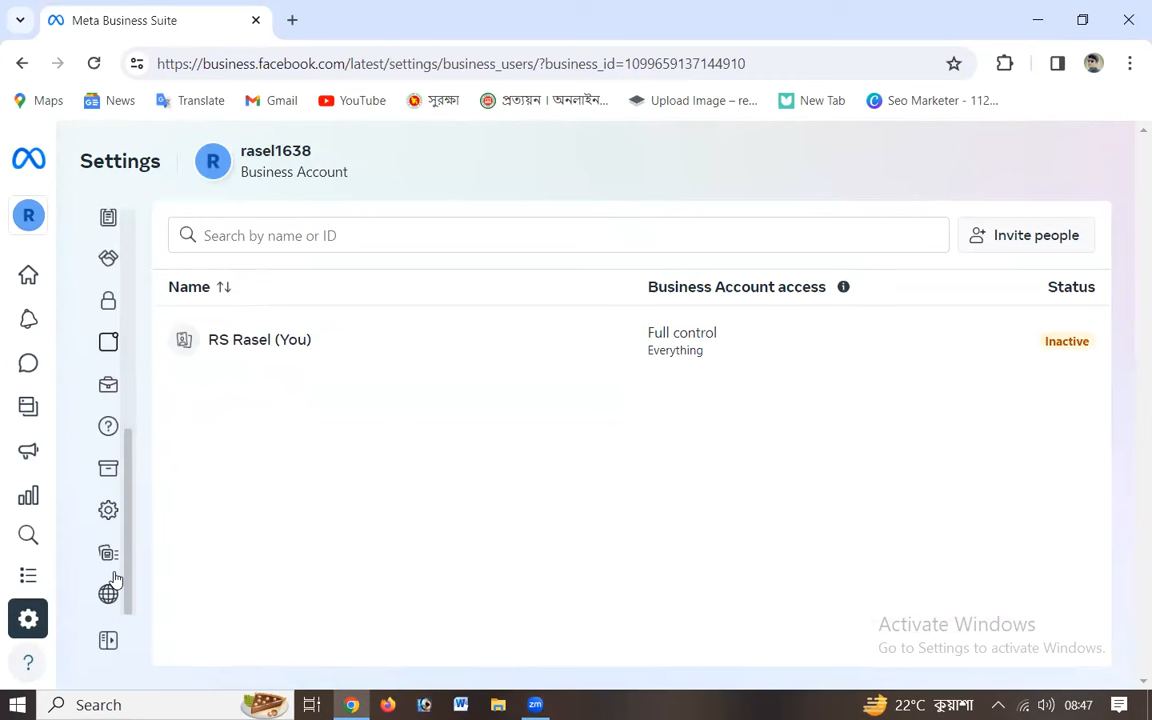 Meta Business Suite
https://business.facebook.com/latest/settings/business_users/?business_id=1099659137144910
Maps News Translate Gmail YouTube সুরক্ষা প্রত্যয়ন । অনলাইন... Upload Image – re... New Tab Seo Marketer - 112...
Settings
R
rasel1638
Business Account
R
Search by name or ID
Invite people
Name
Business Account access
Status
RS Rasel (You)
Full control
Everything
Inactive
Activate Windows
Go to Settings to activate Windows.
Search
22°C কুয়াশা
08:47